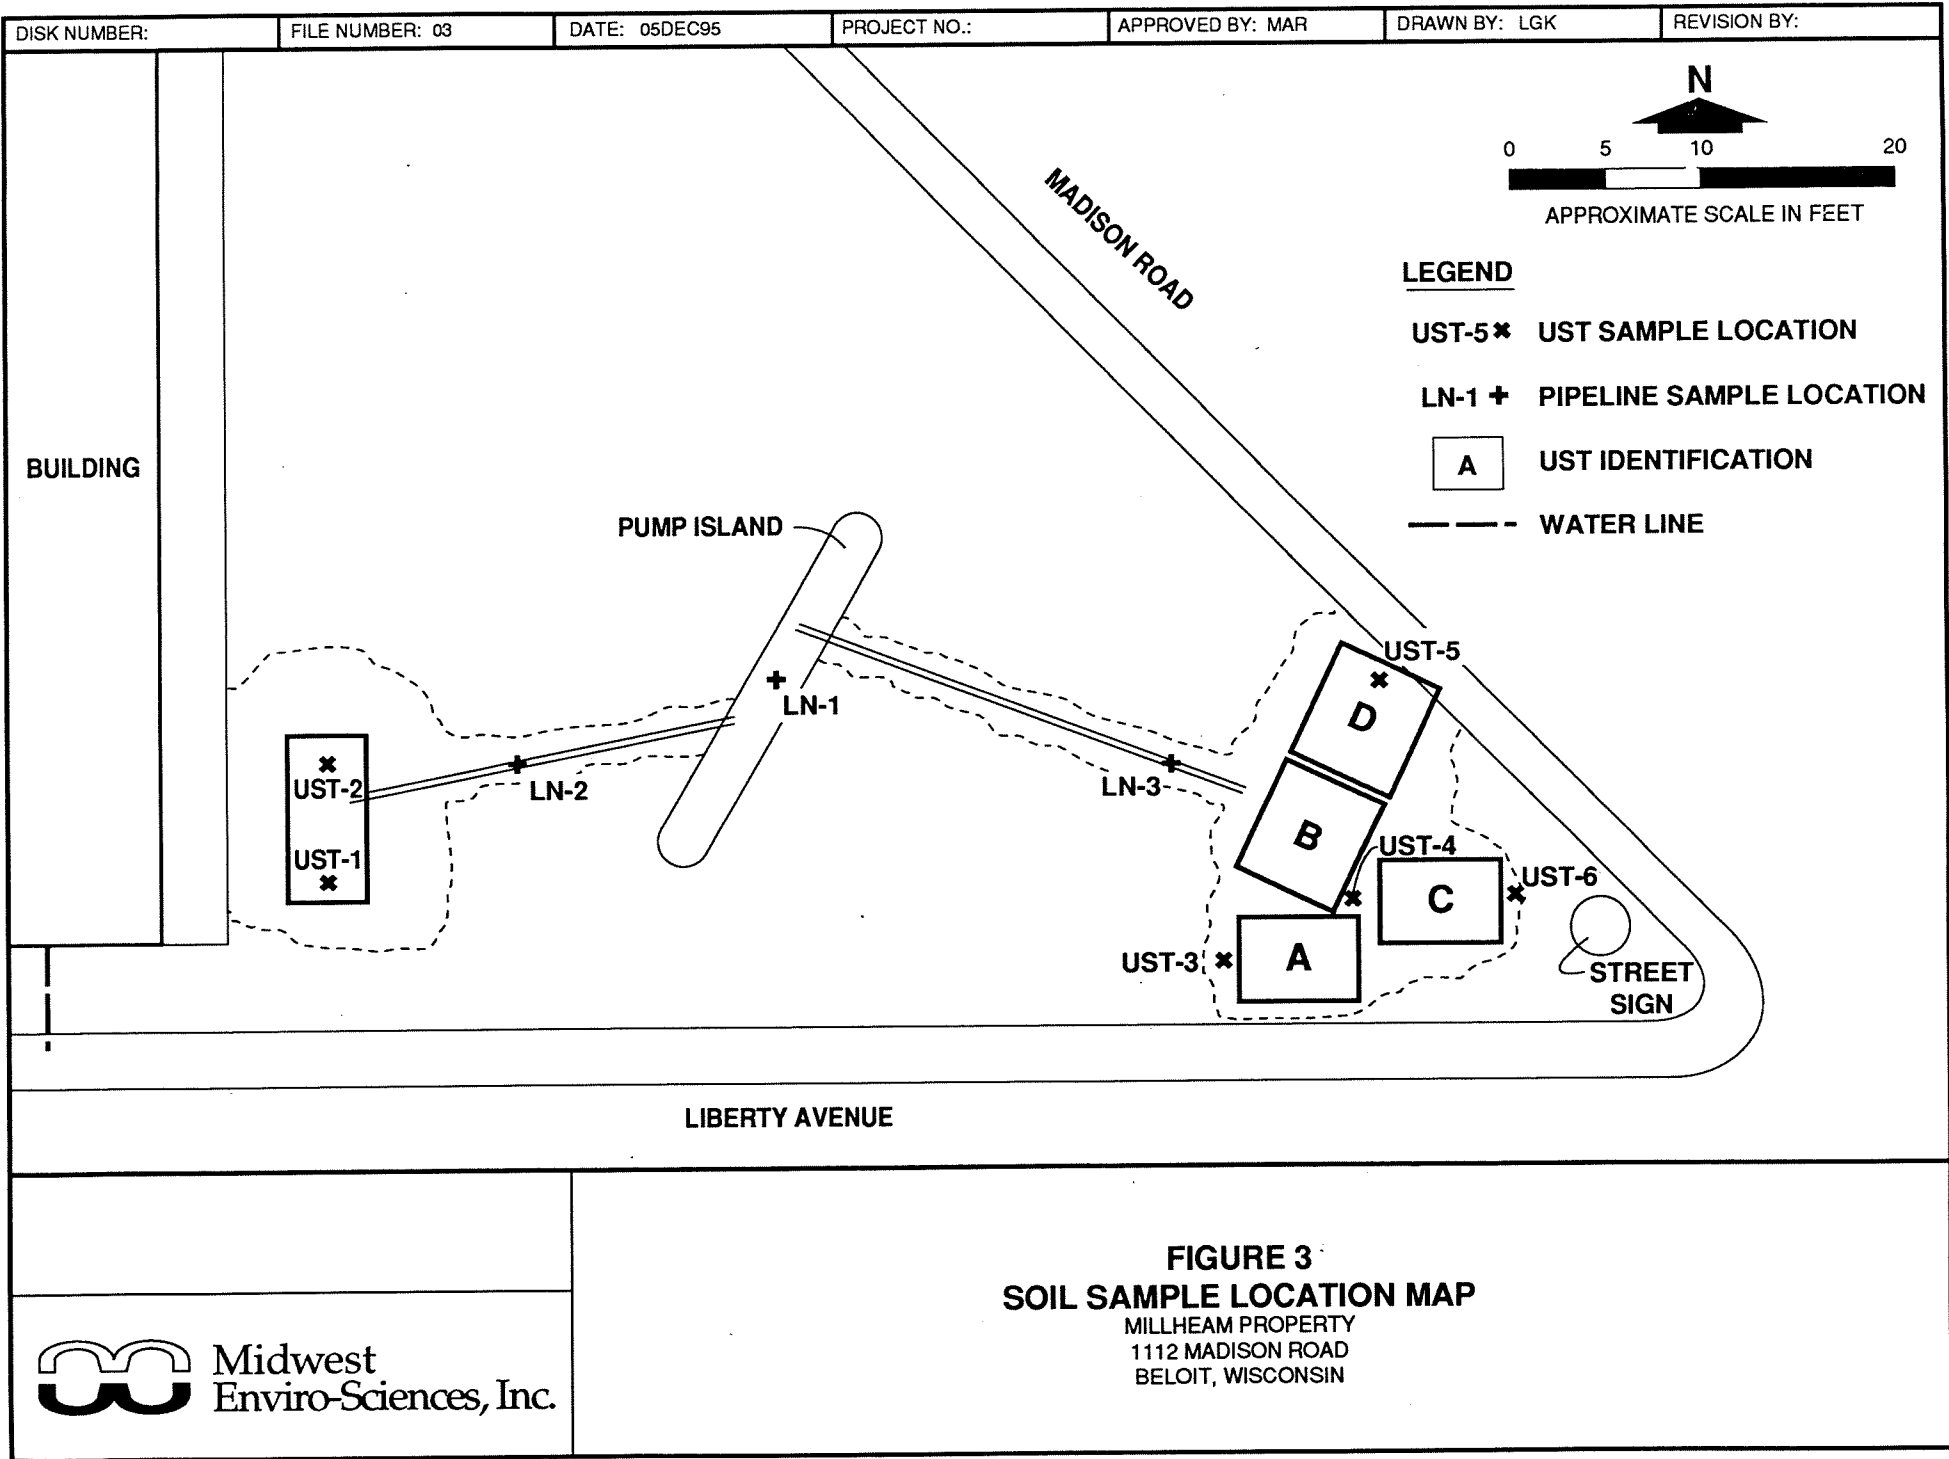 DISK NUMBER:
FILE NUMBER: 03
DATE: 05DEC95
PROJECT NO.:
APPROVED BY: MAR
DRAWN BY: LGK
REVISION BY:
N
0 5 10 20
APPROXIMATE SCALE IN FEET
MADISON ROAD
LEGEND
UST-5 UST SAMPLE LOCATION
LN-1 PIPELINE SAMPLE LOCATION
A UST IDENTIFICATION
WATER LINE
BUILDING
PUMP ISLAND
UST-5
LN-1
D
UST-2
LN-2
LN-3
B
UST-4
UST-1
UST-6
C
UST-3
A
STREET
SIGN
LIBERTY AVENUE
FIGURE 3
SOIL SAMPLE LOCATION MAP
MILLHEAM PROPERTY
1112 MADISON ROAD
BELOIT, WISCONSIN
Midwest
Enviro-Sciences, Inc.